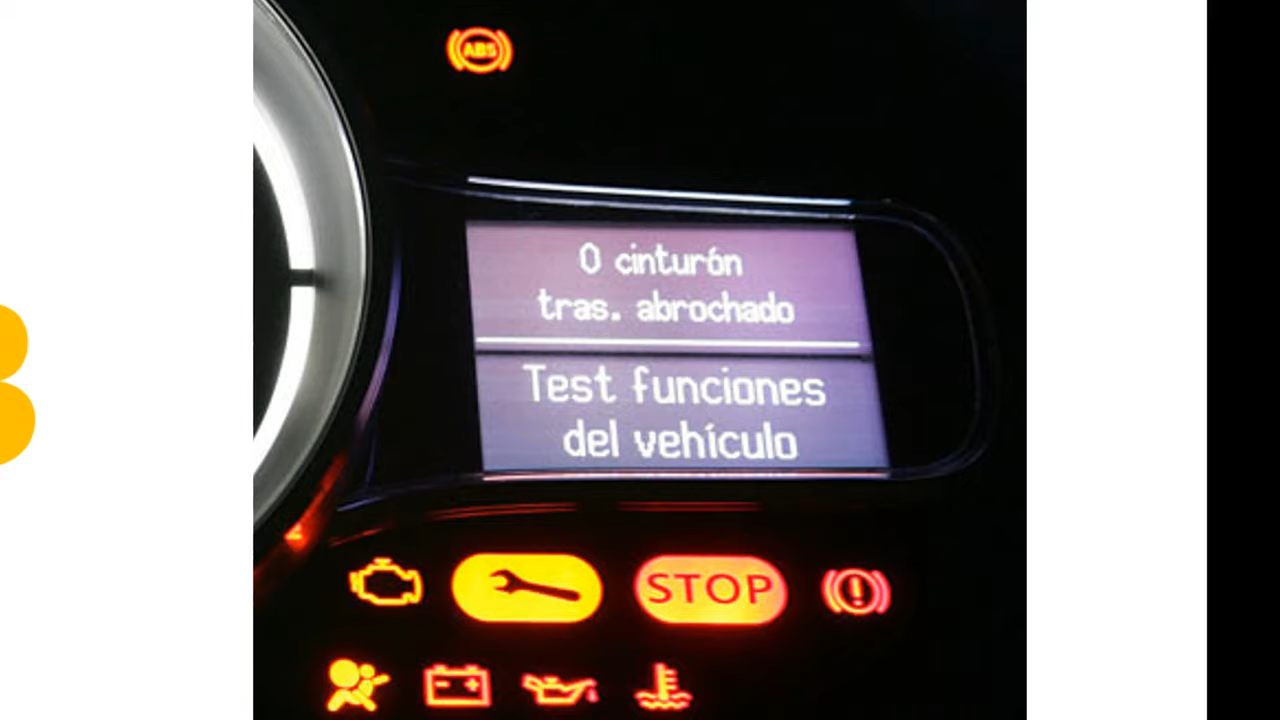 ABS
0 cinturón
tras. abrochado
Test funciones
del vehículo
STOP